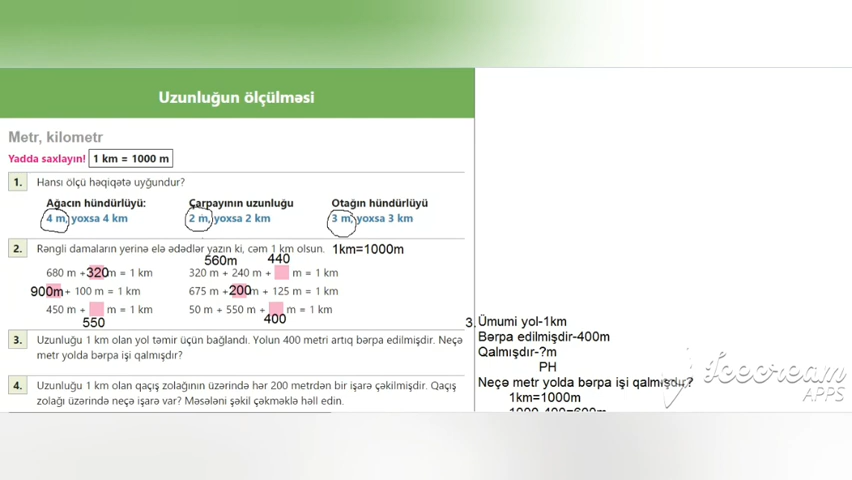 Uzunluğun ölçülməsi
Metr, kilometr
Yadda saxlayın! 1 km = 1000 m
1. Hansı ölçü həqiqətə uyğundur?
Ağacın hündürlüyü: Çarpayının uzunluğu Otağın hündürlüyü
4 m, yoxsa 4 km 2 m, yoxsa 2 km 3 m, yoxsa 3 km
2. Rəngli damaların yerinə elə ədədlər yazın ki, cəm 1 km olsun. 1km=1000m
560m 440
680 m + 320 m = 1 km 320 m + 240 m + m = 1 km
900m + 100 m = 1 km 675 m + 200 m + 125 m = 1 km
450 m + m = 1 km 50 m + 550 m + m = 1 km
550 400
3. Uzunluğu 1 km olan yol təmir üçün bağlandı. Yolun 400 metri artıq bərpa edilmişdir. Neçə
metr yolda bərpa işi qalmışdır?
4. Uzunluğu 1 km olan qaçış zolağının üzərində hər 200 metrdən bir işarə çəkilmişdir. Qaçış
zolağı üzərində neçə işarə var? Məsələni şəkil çəkməklə həll edin.
3. Ümumi yol-1km
Bərpa edilmişdir-400m
Qalmışdır-?m
PH
Neçə metr yolda bərpa işi qalmışdır?
1km=1000m
1000-400=600m
Icecream
APPS